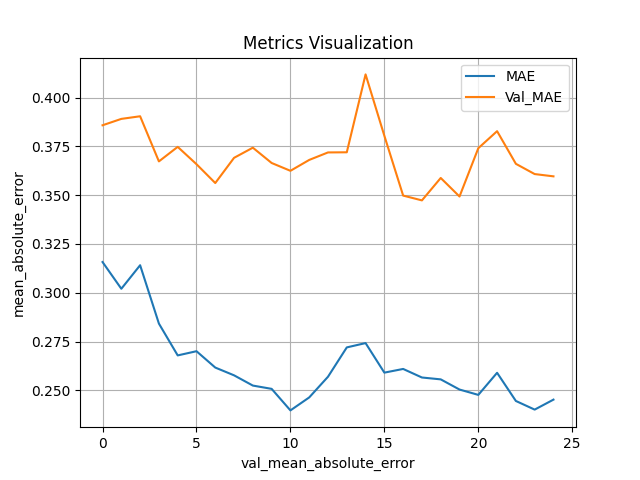 Metrics Visualization
MAE
Val_MAE
mean_absolute_error
0.400
0.375
0.350
0.325
0.300
0.275
0.250
0 5 10 15 20 25
val_mean_absolute_error